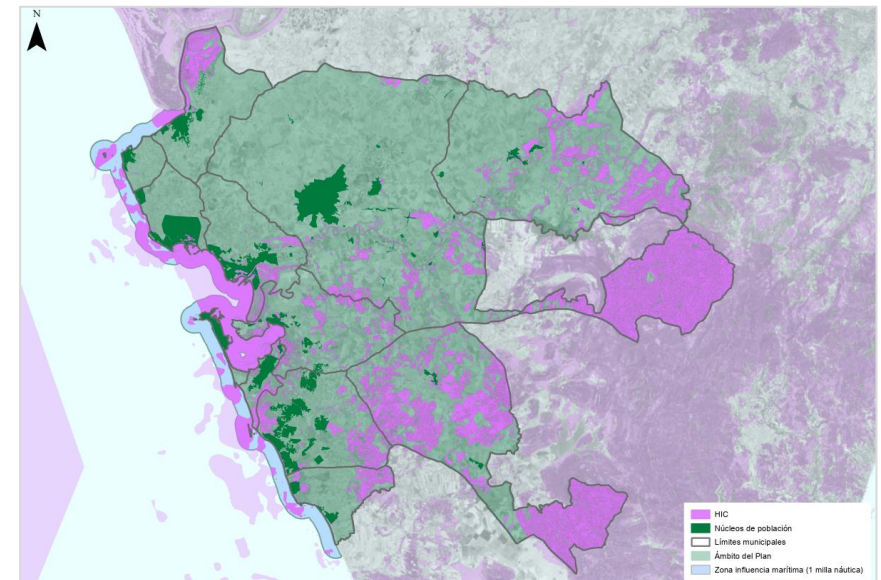 N
HIC
Núcleos de población
Límites municipales
Ámbito del Plan
Zona influencia marítima (1 milla náutica)